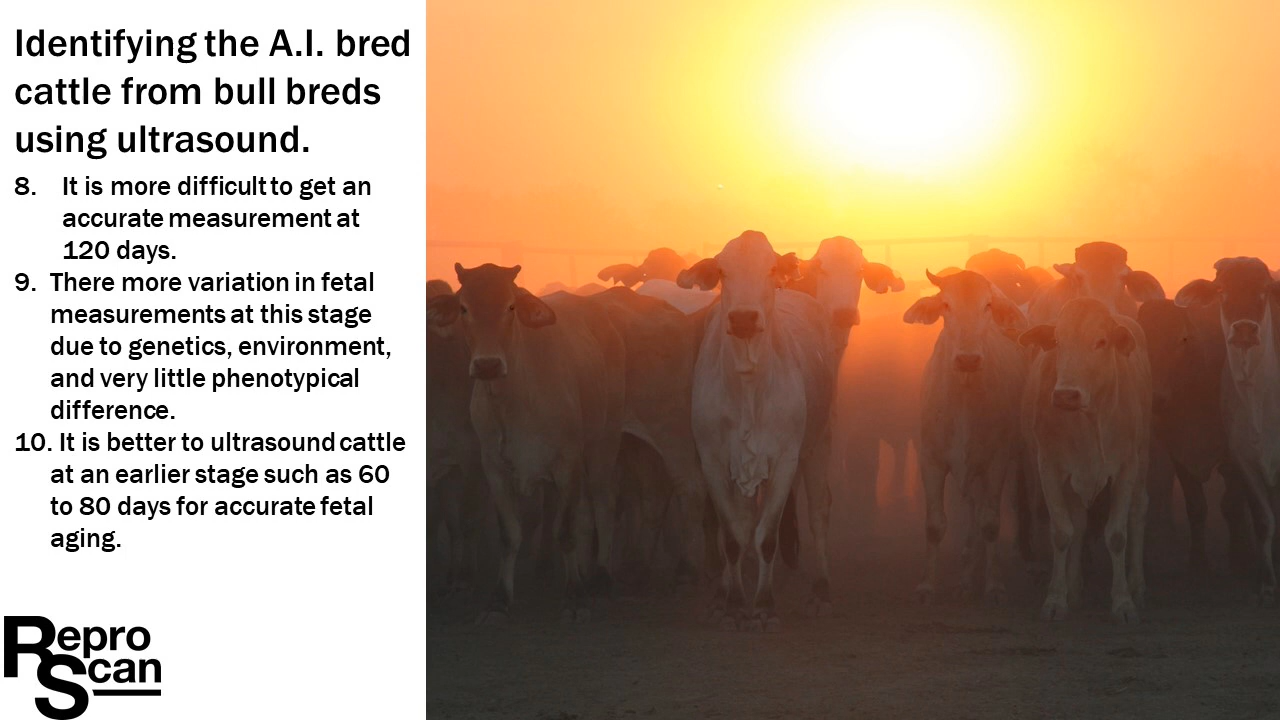 Identifying the A.I. bred
cattle from bull breds
using ultrasound.
8. It is more difficult to get an
accurate measurement at
120 days.
9. There more variation in fetal
measurements at this stage
due to genetics, environment,
and very little phenotypical
difference.
10. It is better to ultrasound cattle
at an earlier stage such as 60
to 80 days for accurate fetal
aging.
Repro
Scan